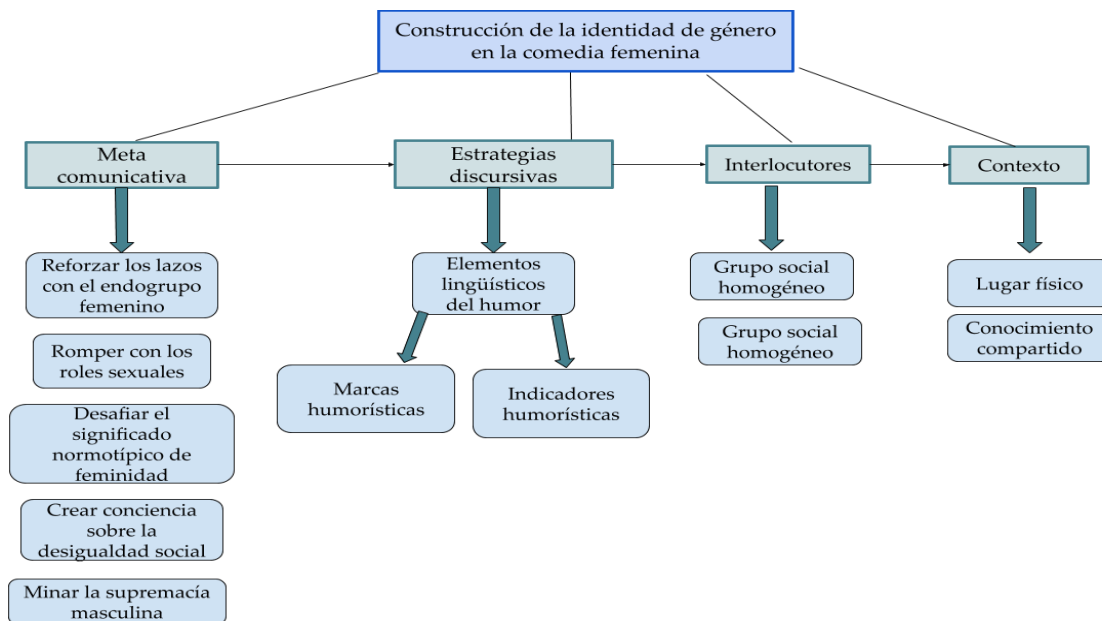 Construcción de la identidad de género
en la comedia femenina
Meta
comunicativa
Estrategias
discursivas
Interlocutores
Contexto
Reforzar los lazos
con el endogrupo
femenino
Romper con los
roles sexuales
Desafiar el
significado
normotípico de
feminidad
Crear conciencia
sobre la
desigualdad social
Minar la supremacía
masculina
Elementos
lingüísticos
del humor
Marcas
humorísticas
Indicadores
humorísticas
Grupo social
homogéneo
Grupo social
homogéneo
Lugar físico
Conocimiento
compartido